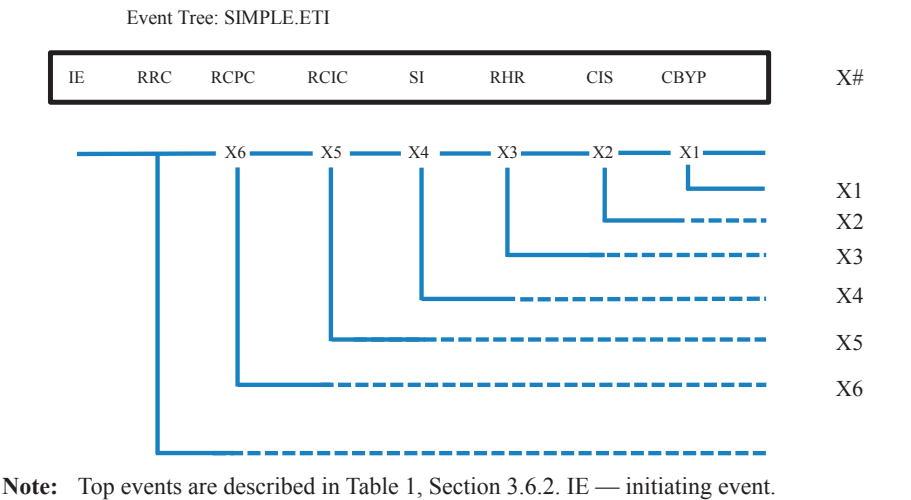 Event Tree: SIMPLE.ETI
IE RRC RCPC RCIC SI RHR CIS CBYP X#
X6 X5 X4 X3 X2 X1
X1
X2
X3
X4
X5
X6
Note: Top events are described in Table 1, Section 3.6.2. IE — initiating event.